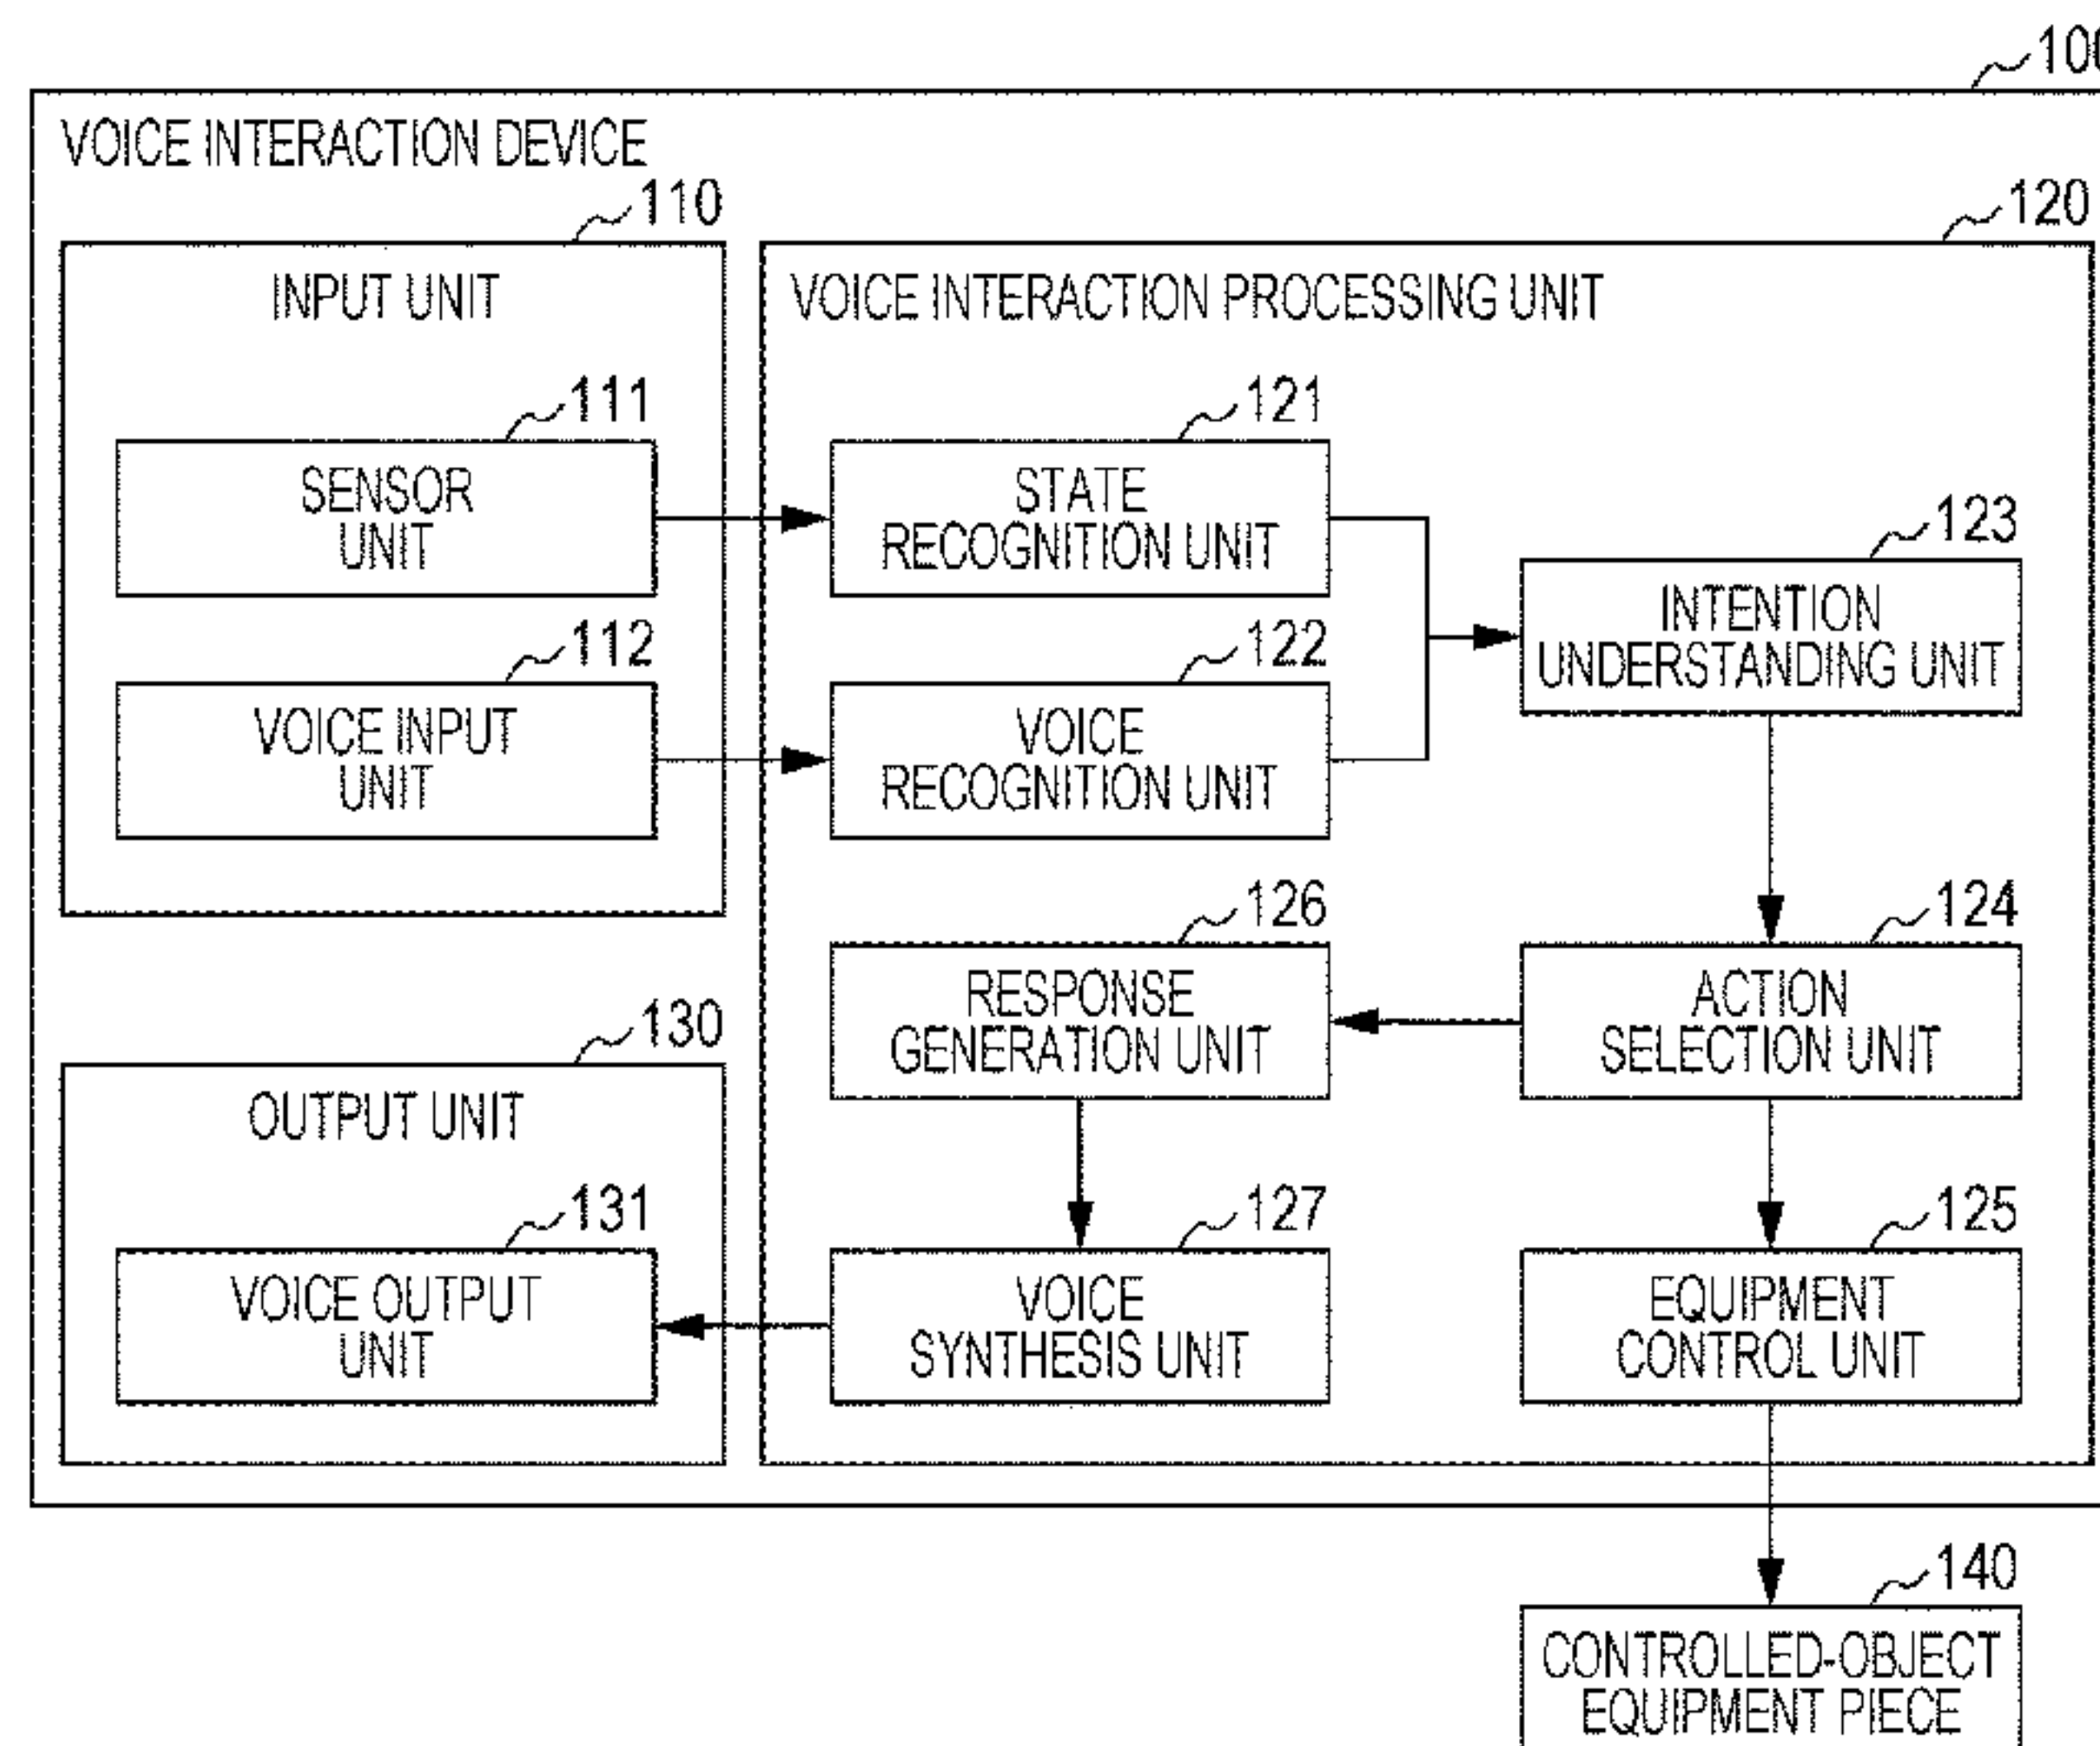 100
VOICE INTERACTION DEVICE
110
120
INPUT UNIT
VOICE INTERACTION PROCESSING UNIT
111
SENSOR
UNIT
121
STATE
RECOGNITION UNIT
123
INTENTION
UNDERSTANDING UNIT
112
VOICE INPUT
UNIT
122
VOICE
RECOGNITION UNIT
126
RESPONSE
GENERATION UNIT
124
ACTION
SELECTION UNIT
130
OUTPUT UNIT
131
VOICE OUTPUT
UNIT
127
VOICE
SYNTHESIS UNIT
125
EQUIPMENT
CONTROL UNIT
140
CONTROLLED-OBJECT
EQUIPMENT PIECE